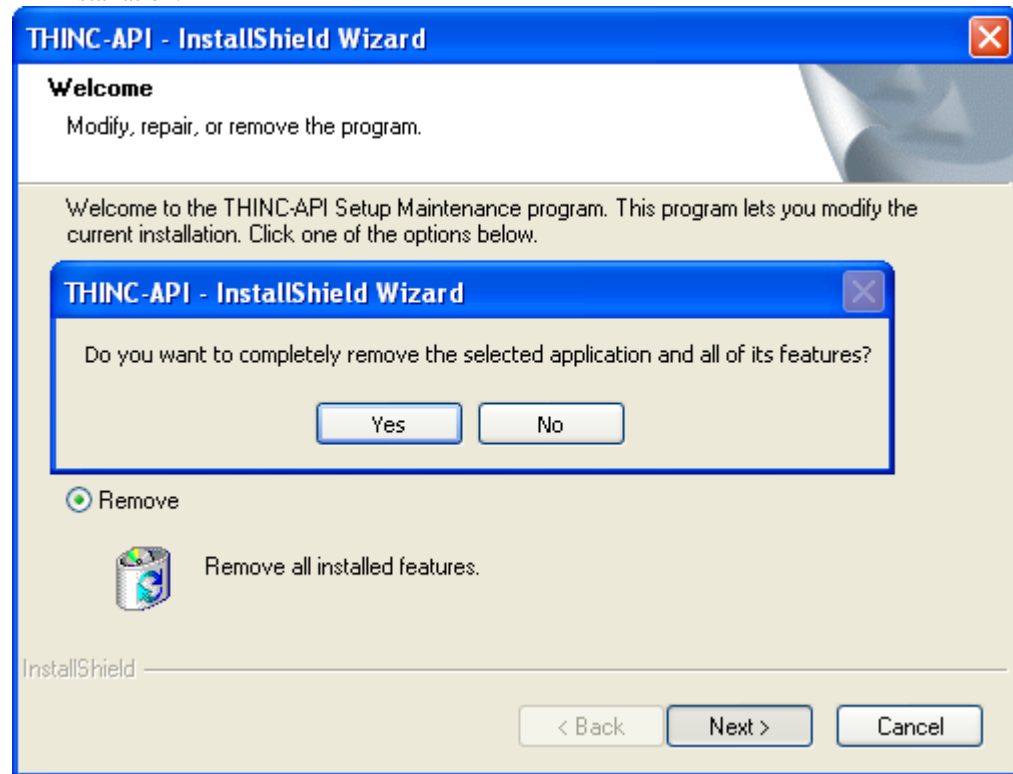 THINC-API - InstallShield Wizard
Welcome
Modify, repair, or remove the program.
Welcome to the THINC-API Setup Maintenance program. This program lets you modify the
current installation. Click one of the options below.
THINC-API - InstallShield Wizard
Do you want to completely remove the selected application and all of its features?
Yes No
Remove
Remove all installed features.
InstallShield
< Back Next > Cancel